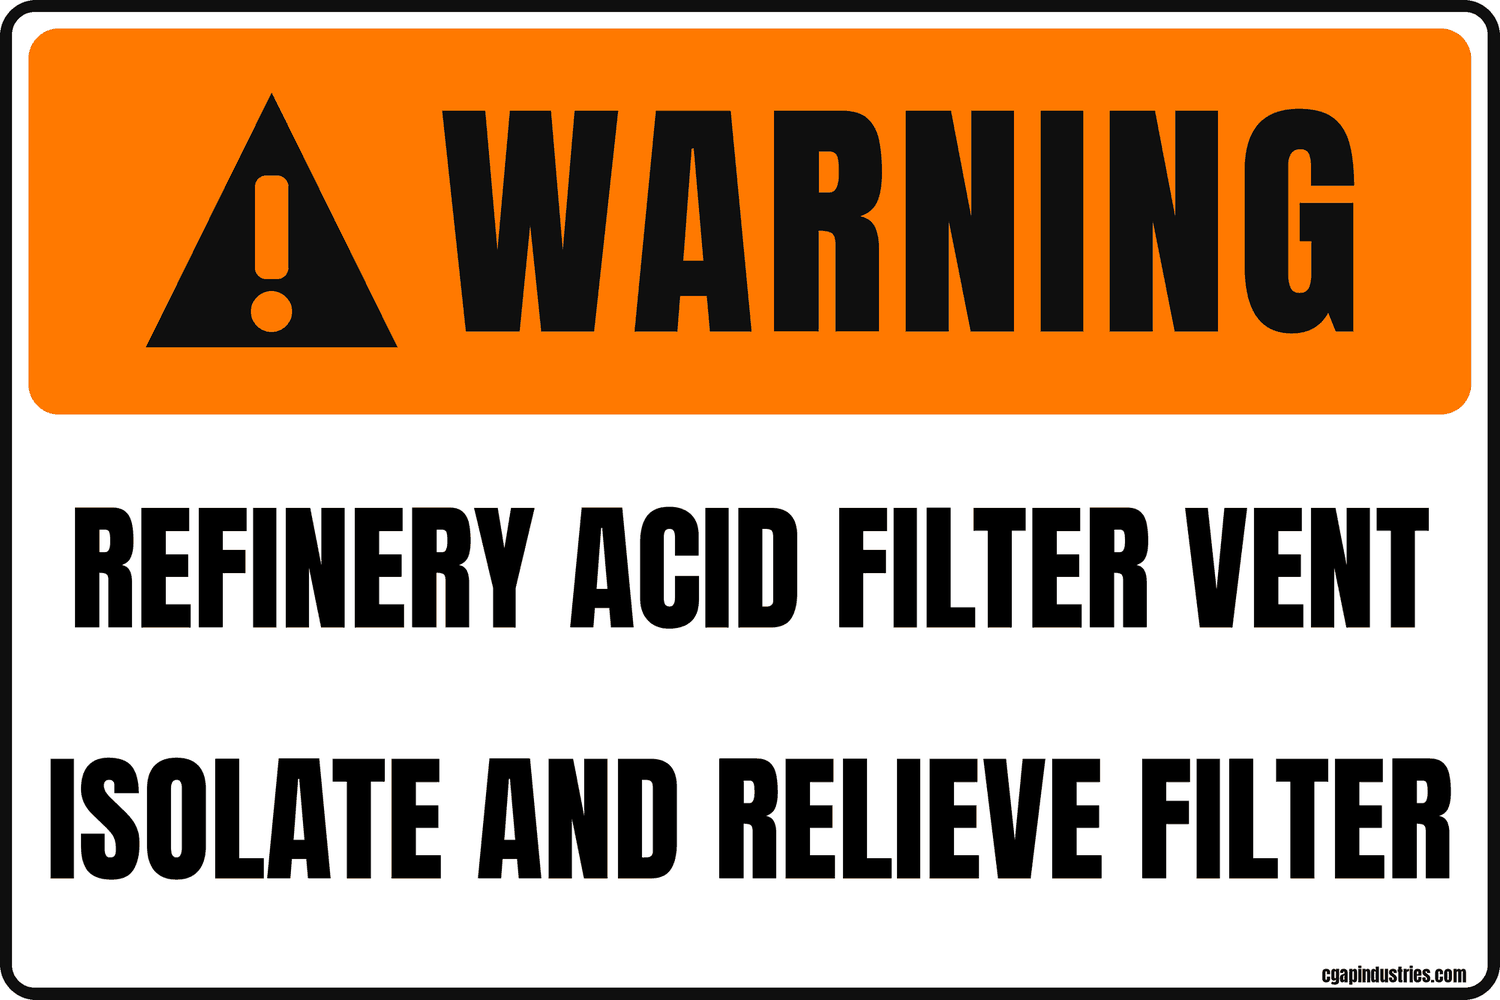 WARNING
REFINERY ACID FILTER VENT
ISOLATE AND RELIEVE FILTER
cgapindustries.com